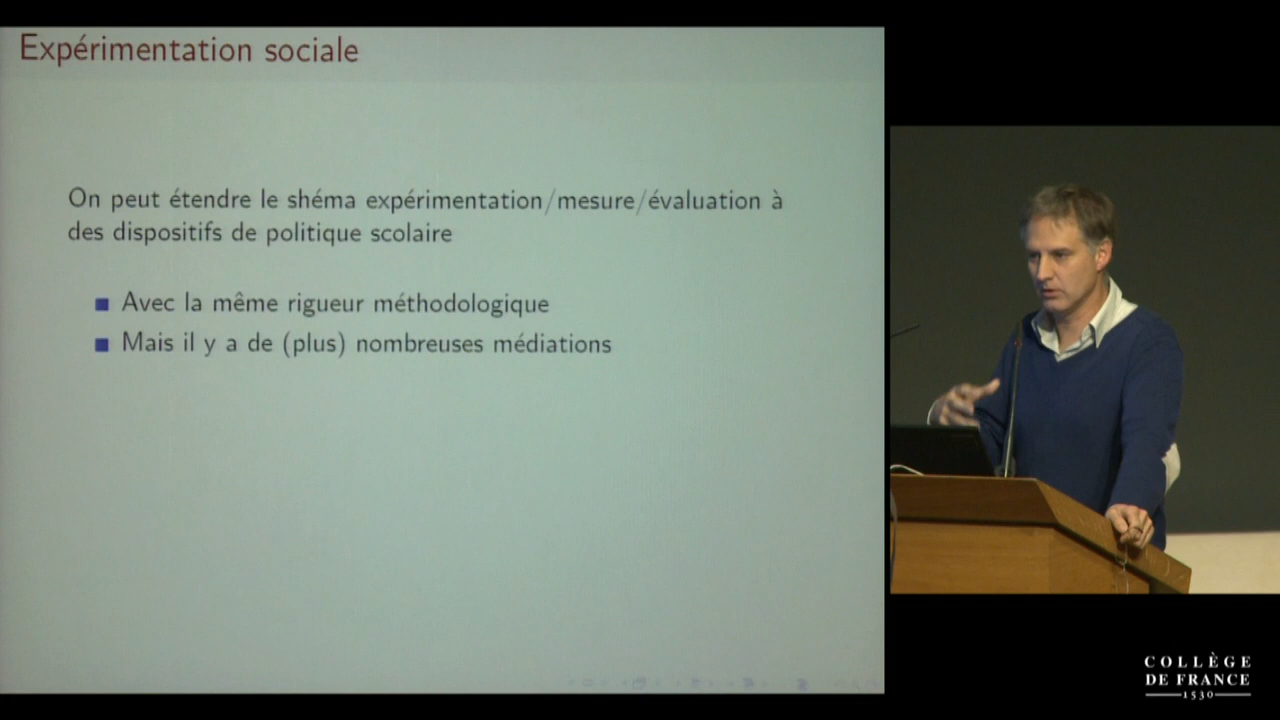 Expérimentation sociale
On peut étendre le shéma expérimentation/mesure/évaluation à
des dispositifs de politique scolaire
Avec la même rigueur méthodologique
Mais il y a de (plus) nombreuses médiations
COLLÈGE
DE FRANCE
1530